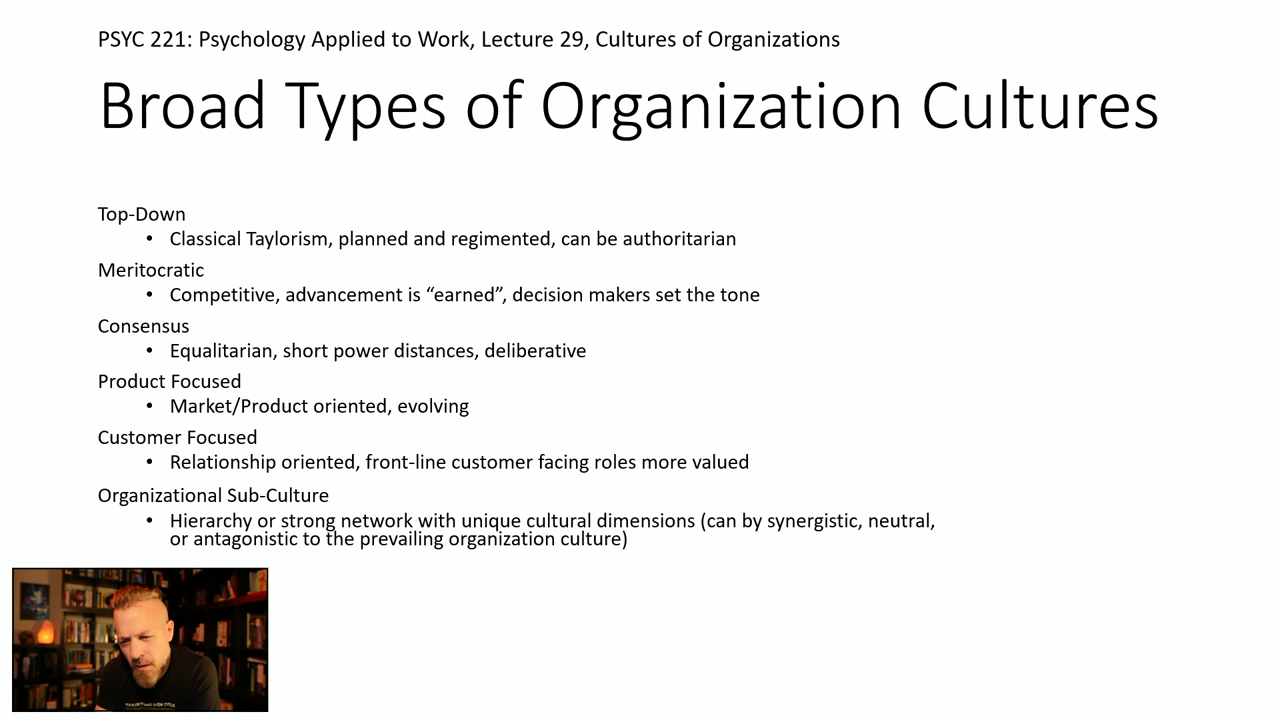 PSYC 221: Psychology Applied to Work, Lecture 29, Cultures of Organizations
Broad Types of Organization Cultures
Top-Down
• Classical Taylorism, planned and regimented, can be authoritarian
Meritocratic
• Competitive, advancement is “earned”, decision makers set the tone
Consensus
• Equalitarian, short power distances, deliberative
Product Focused
• Market/Product oriented, evolving
Customer Focused
• Relationship oriented, front-line customer facing roles more valued
Organizational Sub-Culture
• Hierarchy or strong network with unique cultural dimensions (can by synergistic, neutral,
or antagonistic to the prevailing organization culture)